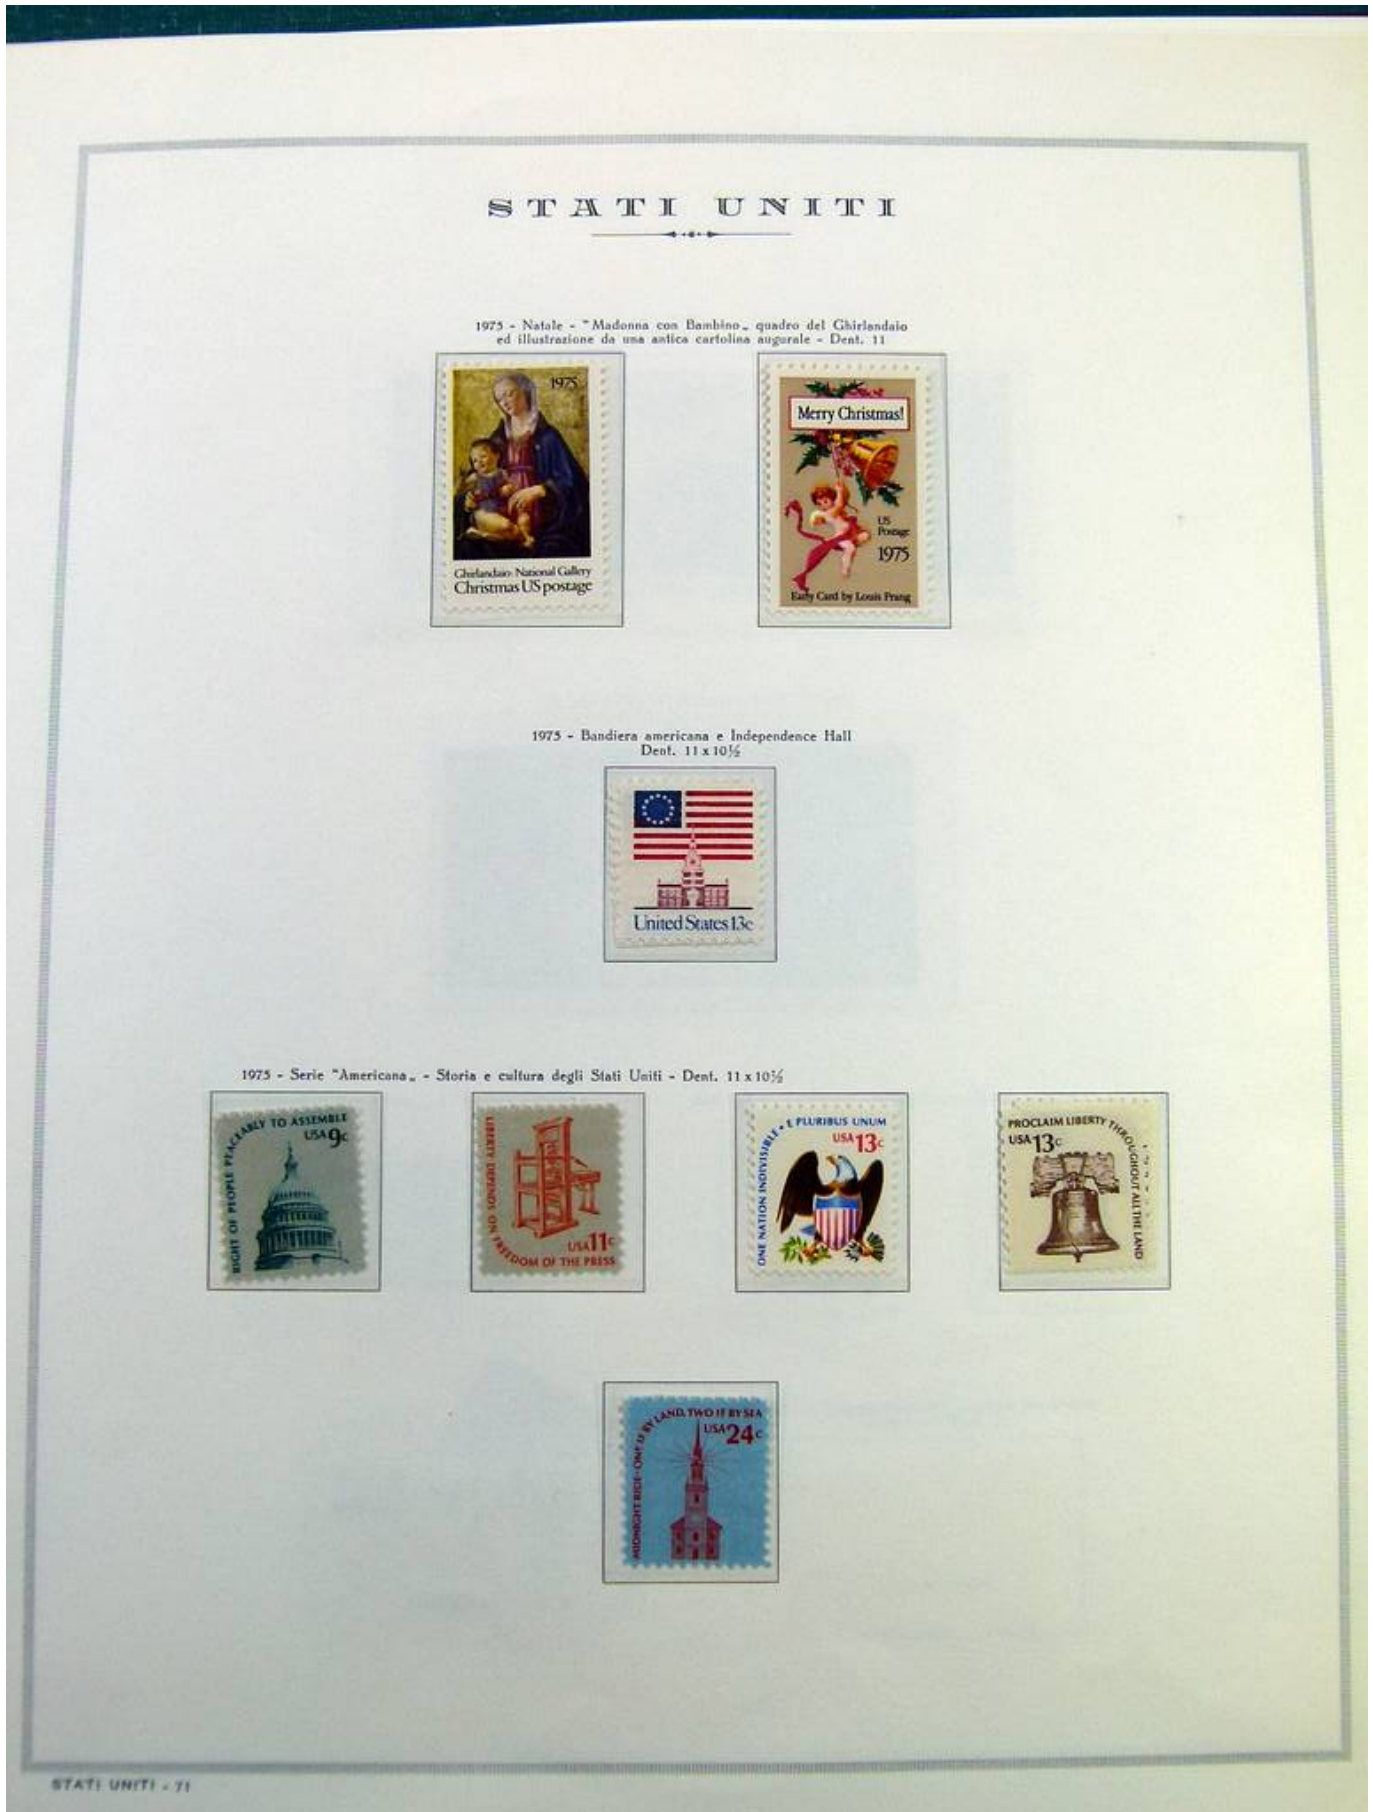 STATI UNITI
1975 - Natale - "Madonna con Bambino„ quadro del Ghirlandaio
ed illustrazione da una antica cartolina augurale - Dent. 11
1975
Ghirlandaio: National Gallery
Christmas US postage
Merry Christmas!
US
Postage
1975
Early Card by Louis Prang
1975 - Bandiera americana e Independence Hall
Dent. 11 x 10½
United States 13c
1975 - Serie "Americana„ - Storia e cultura degli Stati Uniti - Dent. 11 x 10½
RIGHT OF PEOPLE PEACEABLY TO ASSEMBLE
USA 9c
LIBERTY DEPENDS ON FREEDOM OF THE PRESS
USA 11c
ONE NATION INDIVISIBLE • E PLURIBUS UNUM
USA 13c
PROCLAIM LIBERTY THROUGHOUT ALL THE LAND
USA 13c
MIDNIGHT RIDE · ONE IF BY LAND, TWO IF BY SEA
USA 24c
STATI UNITI - 71